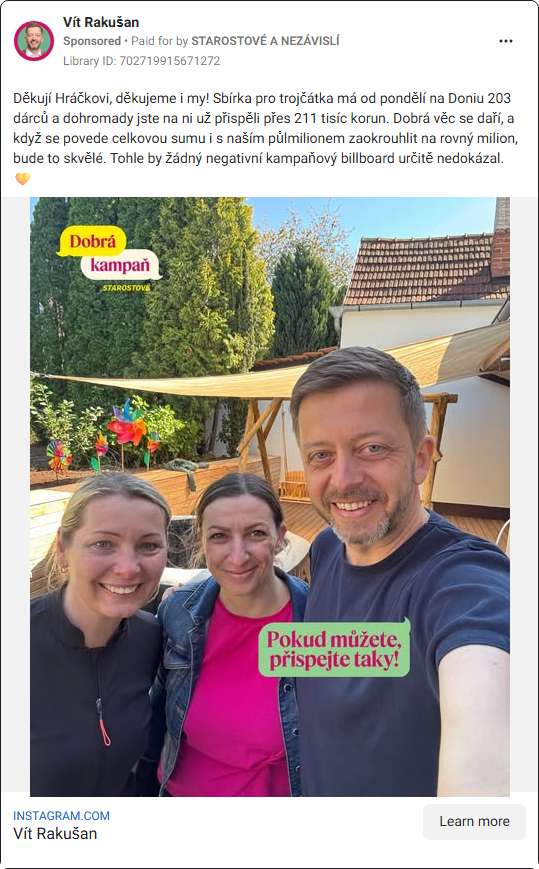 Vít Rakušan
Sponsored • Paid for by STAROSTOVÉ A NEZÁVISLÍ
Library ID: 702719915671272
Děkují Hráčkovi, děkujeme i my! Sbírka pro trojčátka má od pondělí na Doniu 203
dárců a dohromady jste na ni už přispěli přes 211 tisíc korun. Dobrá věc se daří, a
když se povede celkovou sumu i s naším půlmilionem zaokrouhlit na rovný milion,
bude to skvělé. Tohle by žádný negativní kampaňový billboard určitě nedokázal.
🧡
Dobrá
kampaň
STAROSTOVÉ
Pokud můžete,
přispejte taky!
INSTAGRAM.COM
Vít Rakušan
Learn more